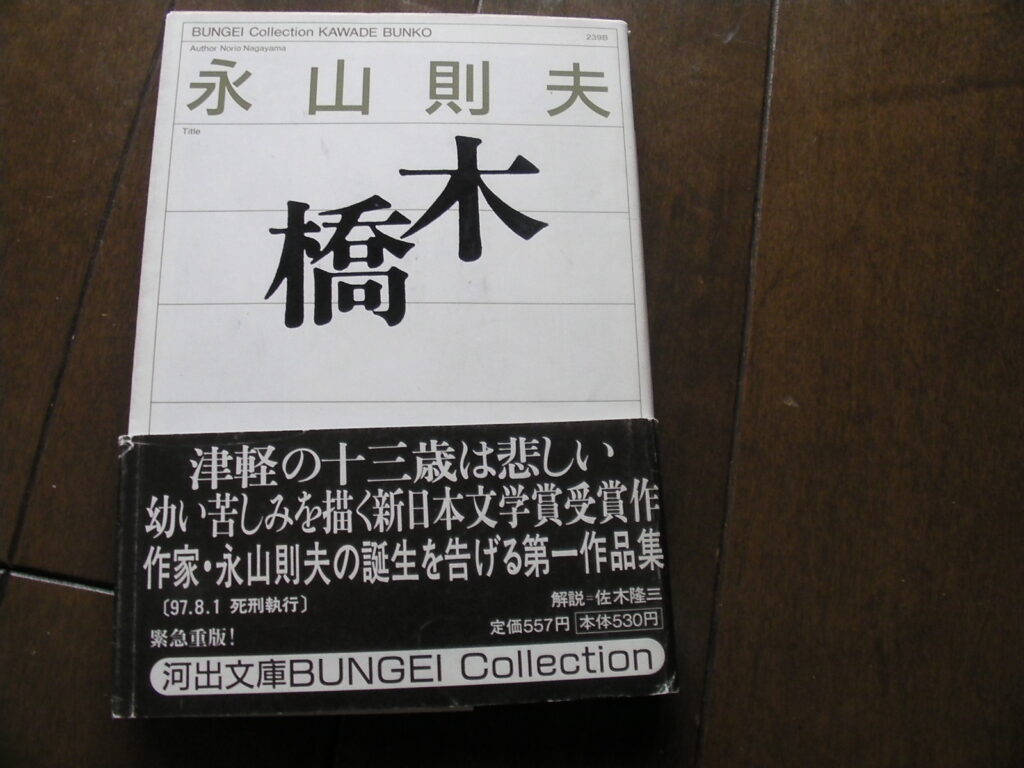 BUNGEI Collection KAWADE BUNKO
239B
Author Norio Nagayama
永山則夫
Title
木橋
津軽の十三歳は悲しい
幼い苦しみを描く新日本文学賞受賞作
作家・永山則夫の誕生を告げる第一作品集
〔97.8.1 死刑執行〕
解説=佐木隆三
定価557円 本体530円
緊急重版!
河出文庫BUNGEI Collection